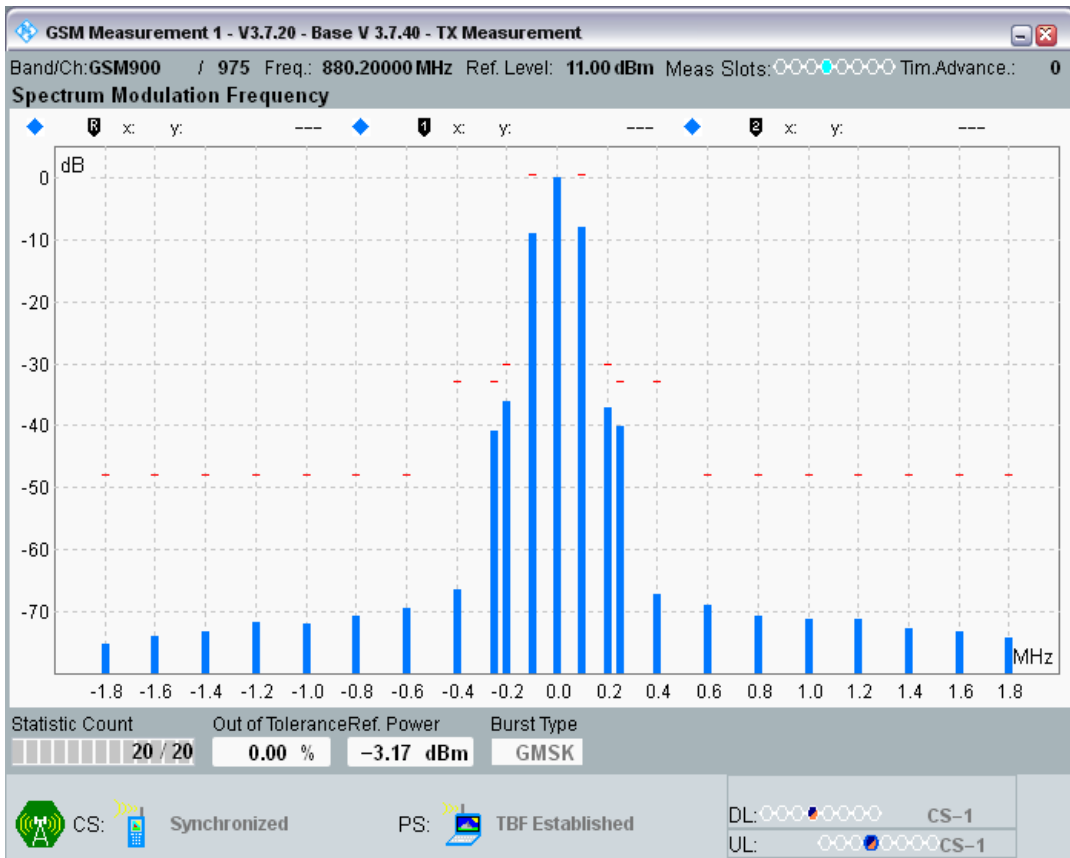 GSM Measurement 1 - V3.7.20 - Base V 3.7.40 - TX Measurement
Band/Ch:GSM900 / 975 Freq.: 880.20000 MHz Ref. Level: 11.00 dBm Meas Slots: Tim.Advance.: 0
Spectrum Modulation Frequency
R x: y: --- 1 x: y: --- 2 x: y: ---
dB
0
-10
-20
-30
-40
-50
-60
-70
MHz
-1.8 -1.6 -1.4 -1.2 -1.0 -0.8 -0.6 -0.4 -0.2 0.0 0.2 0.4 0.6 0.8 1.0 1.2 1.4 1.6 1.8
Statistic Count Out of Tolerance Ref. Power Burst Type
20 / 20 0.00 % -3.17 dBm GMSK
CS: Synchronized PS: TBF Established
DL: CS-1
UL: CS-1